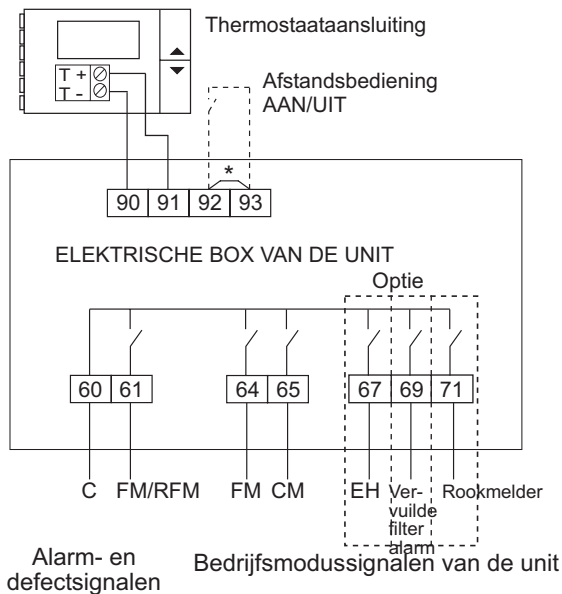 Thermostaataansluiting
T + 
T -
Afstandsbediening
AAN/UIT
*
90 91 92 93
ELEKTRISCHE BOX VAN DE UNIT
Optie
60 61 64 65 67 69 71
C FM/RFM FM CM EH Ver-
vuilde
filter
alarm
Rookmelder
Alarm- en
defectsignalen
Bedrijfsmodussignalen van de unit